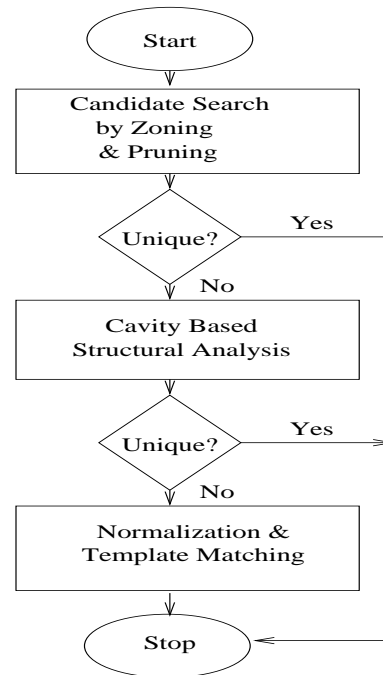 Start
Candidate Search
by Zoning
& Pruning
Unique?
Yes
No
Cavity Based
Structural Analysis
Unique?
Yes
No
Normalization &
Template Matching
Stop